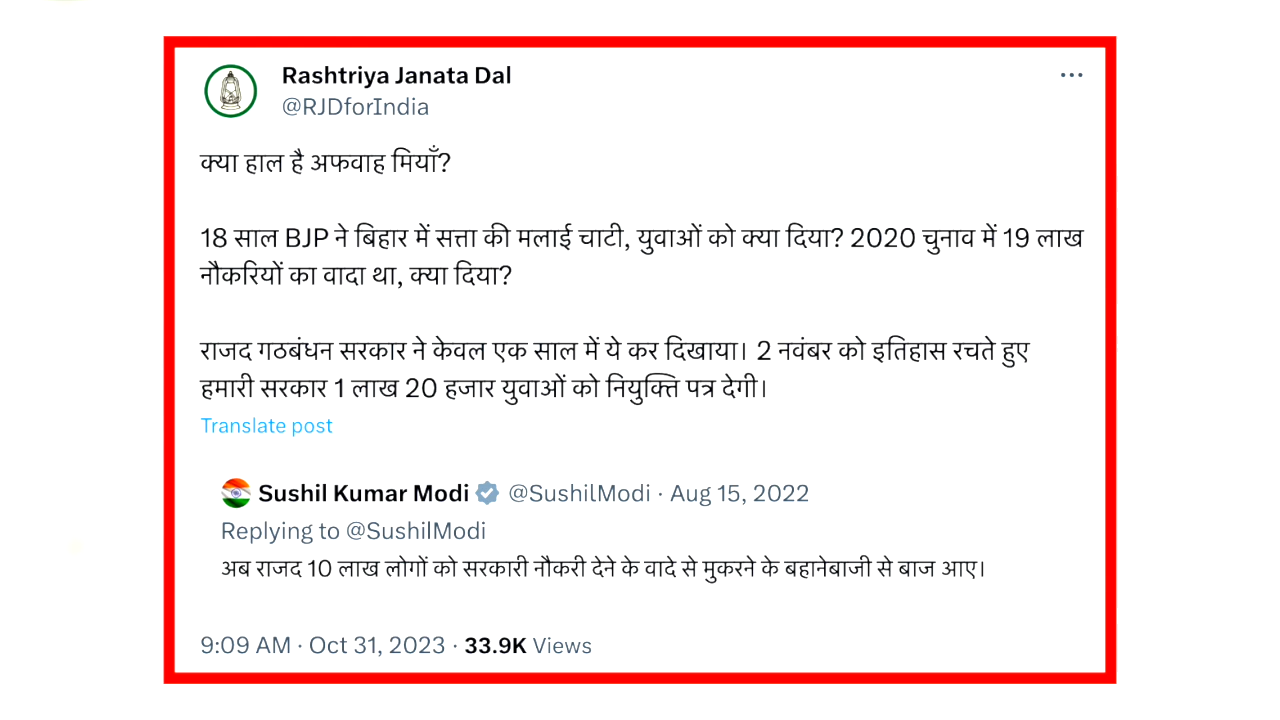 Rashtriya Janata Dal
@RJDforIndia
क्या हाल है अफवाह मियाँ?
18 साल BJP ने बिहार में सत्ता की मलाई चाटी, युवाओं को क्या दिया? 2020 चुनाव में 19 लाख
नौकरियों का वादा था, क्या दिया?
राजद गठबंधन सरकार ने केवल एक साल में ये कर दिखाया। 2 नवंबर को इतिहास रचते हुए
हमारी सरकार 1 लाख 20 हजार युवाओं को नियुक्ति पत्र देगी।
Translate post
Sushil Kumar Modi @SushilModi · Aug 15, 2022
Replying to @SushilModi
अब राजद 10 लाख लोगों को सरकारी नौकरी देने के वादे से मुकरने के बहानेबाजी से बाज आए।
9:09 AM · Oct 31, 2023 · 33.9K Views